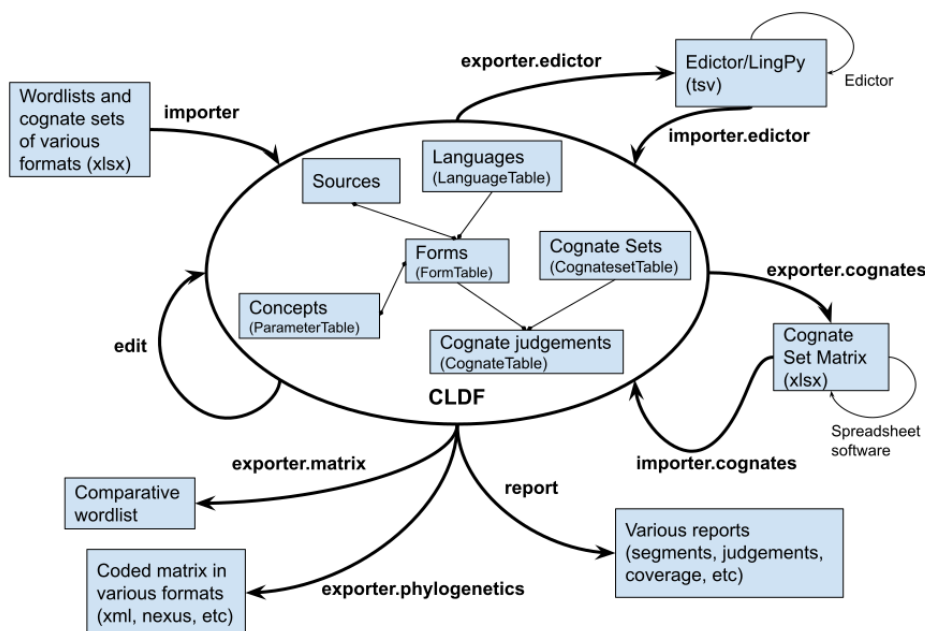 exporter.edictor
Edictor/LingPy
(tsv)
Edictor
Wordlists and
cognate sets
of various
formats (xlsx)
importer
importer.edictor
Languages
(LanguageTable)
Sources
Forms
(FormTable)
Cognate Sets
(CognatesetTable)
Concepts
(ParameterTable)
Cognate judgements
(CognateTable)
CLDF
edit
exporter.cognates
Cognate
Set Matrix
(xlsx)
Spreadsheet
software
importer.cognates
exporter.matrix
Comparative
wordlist
report
Various reports
(segments, judgements,
coverage, etc)
Coded matrix in
various formats
(xml, nexus, etc)
exporter.phylogenetics